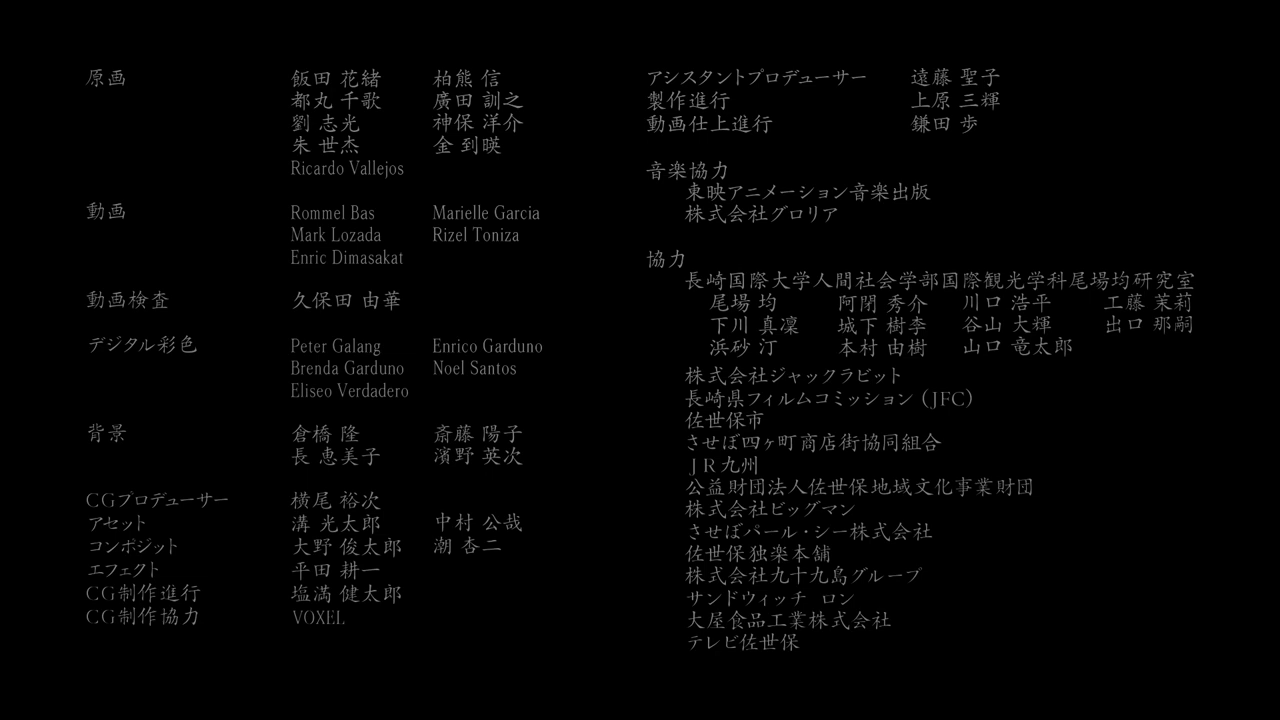 原画 飯田 花緒 柏熊 信
都丸 千歌 廣田 訓之
劉 志光 神保 洋介
朱 世杰 金 到暎
Ricardo Vallejos
動画 Rommel Bas Marielle Garcia
Mark Lozada Rizel Toniza
Enric Dimasakat
動画検査 久保田 由華
デジタル彩色 Peter Galang Enrico Garduno
Brenda Garduno Noel Santos
Eliseo Verdadero
背景 倉橋 隆 斎藤 陽子
長 恵美子 濱野 英次
CGプロデューサー 横尾 裕次
アセット 溝 光太郎 中村 公哉
コンポジット 大野 俊太郎 潮 杏二
エフェクト 平田 耕一
CG制作進行 塩満 健太郎
CG制作協力 VOXEL
アシスタントプロデューサー 遠藤 聖子
製作進行 上原 三輝
動画仕上進行 鎌田 歩
音楽協力
東映アニメーション音楽出版
株式会社グロリア
協力
長崎国際大学人間社会学部国際観光学科尾場均研究室
尾場 均 阿閉 秀介 川口 浩平 工藤 茉莉
下川 真凜 城下 樹李 谷山 大輝 出口 那嗣
浜砂 汀 本村 由樹 山口 竜太郎
株式会社ジャックラビット
長崎県フィルムコミッション(JFC)
佐世保市
させぼ四ヶ町商店街協同組合
JR九州
公益財団法人佐世保地域文化事業財団
株式会社ビッグマン
させぼパール・シー株式会社
佐世保独楽本舗
株式会社九十九島グループ
サンドウィッチ ロン
大屋食品工業株式会社
テレビ佐世保